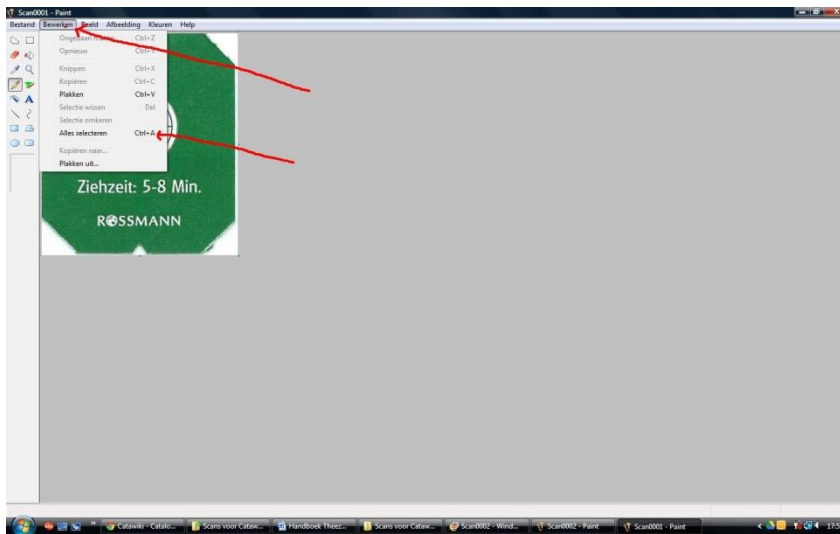 Scan0001 - Paint
Bestand Bewerken Beeld Afbeelding Kleuren Help
Ongedaan maken Ctrl+Z
Opnieuw Ctrl+Y
Knippen Ctrl+X
Kopiëren Ctrl+C
Plakken Ctrl+V
Selectie wissen Del
Selectie omkeren
Alles selecteren Ctrl+A
Kopiëren naar...
Plakken uit...
Ziehzeit: 5-8 Min.
ROSSMANN
Catawiki - Catalo... Scans voor Cataw... Handboek Theez... Scans voor Cataw... Scan0002 - Wind... Scan0002 - Paint Scan0001 - Paint